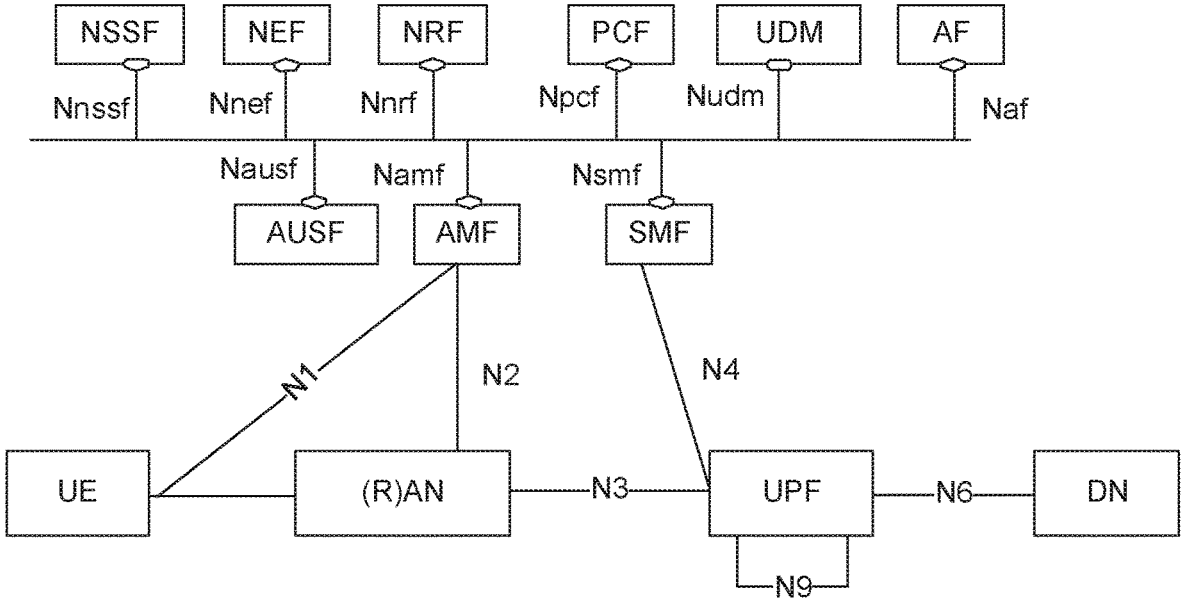 NSSF NEF NRF PCF UDM AF
Nnssf Nnef Nnrf Npcf Nudm Naf
Nausf Namf Nsmf
AUSF AMF SMF
N1 N2 N4
UE (R)AN N3 UPF N6 DN
N9